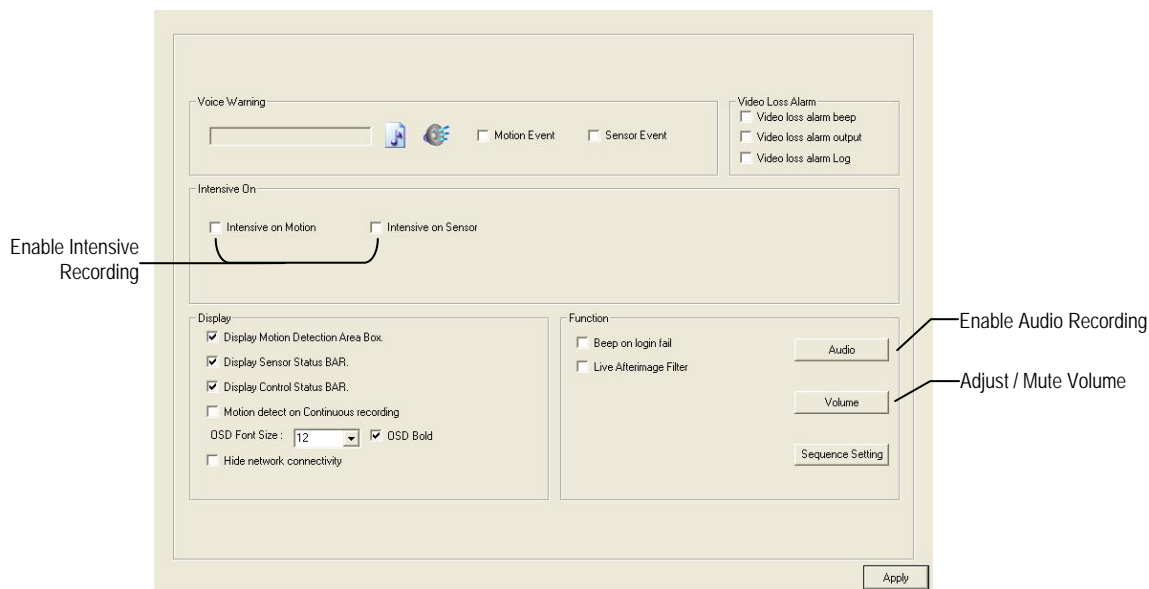 Voice Warning
Motion Event
Sensor Event
Video Loss Alarm
Video loss alarm beep
Video loss alarm output
Video loss alarm Log
Intensive On
Intensive on Motion
Intensive on Sensor
Enable Intensive
Recording
Display
Display Motion Detection Area Box.
Display Sensor Status BAR.
Display Control Status BAR.
Motion detect on Continuous recording
OSD Font Size : 12 OSD Bold
Hide network connectivity
Function
Beep on login fail
Live Afterimage Filter
Audio
Volume
Sequence Setting
Enable Audio Recording
Adjust / Mute Volume
Apply